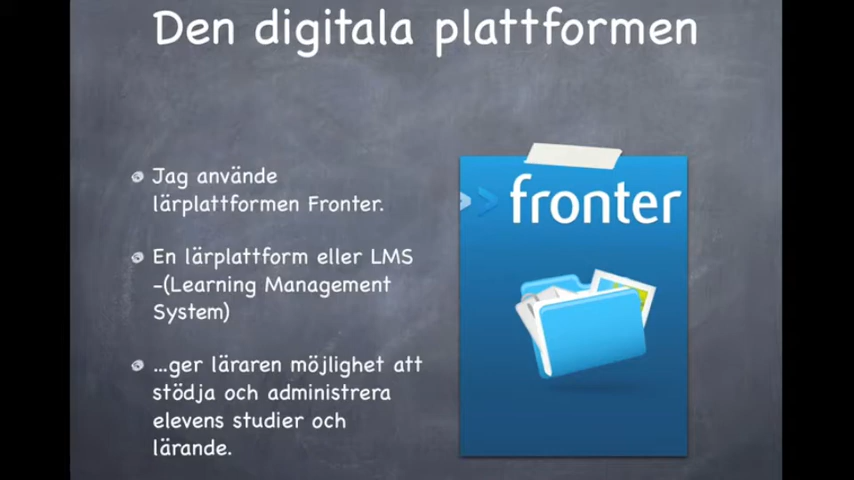 Den digitala plattformen
Jag använde
lärplattformen Fronter.
En lärplattform eller LMS
-(Learning Management
System)
...ger läraren möjlighet att
stödja och administrera
elevens studier och
lärande.
fronter